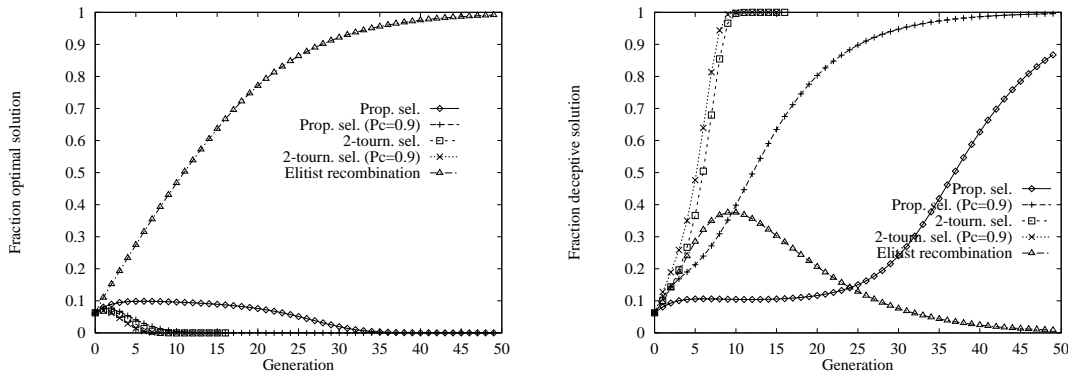 1
0.9
0.8
0.7
0.6
0.5
0.4
0.3
0.2
0.1
0
0 5 10 15 20 25 30 35 40 45 50
Fraction optimal solution
Generation
Prop. sel.
Prop. sel. (Pc=0.9)
2-tourn. sel.
2-tourn. sel. (Pc=0.9)
Elitist recombination
1
0.9
0.8
0.7
0.6
0.5
0.4
0.3
0.2
0.1
0
0 5 10 15 20 25 30 35 40 45 50
Fraction deceptive solution
Generation
Prop. sel.
Prop. sel. (Pc=0.9)
2-tourn. sel.
2-tourn. sel. (Pc=0.9)
Elitist recombination